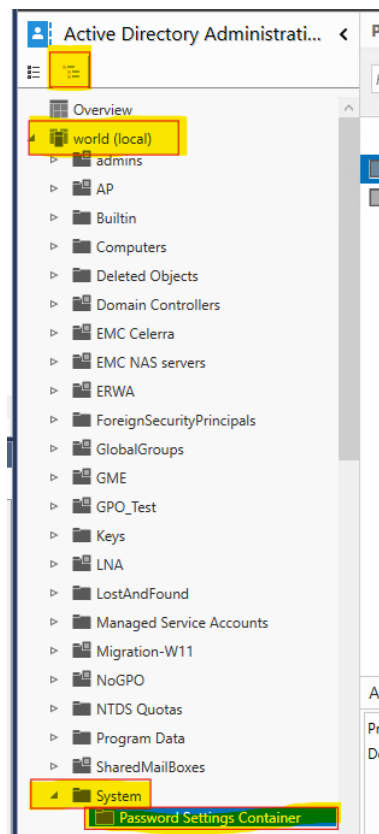 Active Directory Administrati...
Overview
world (local)
admins
AP
Builtin
Computers
Deleted Objects
Domain Controllers
EMC Celerra
EMC NAS servers
ERWA
ForeignSecurityPrincipals
GlobalGroups
GME
GPO_Test
Keys
LNA
LostAndFound
Managed Service Accounts
Migration-W11
NoGPO
NTDS Quotas
Program Data
SharedMailBoxes
System
Password Settings Container